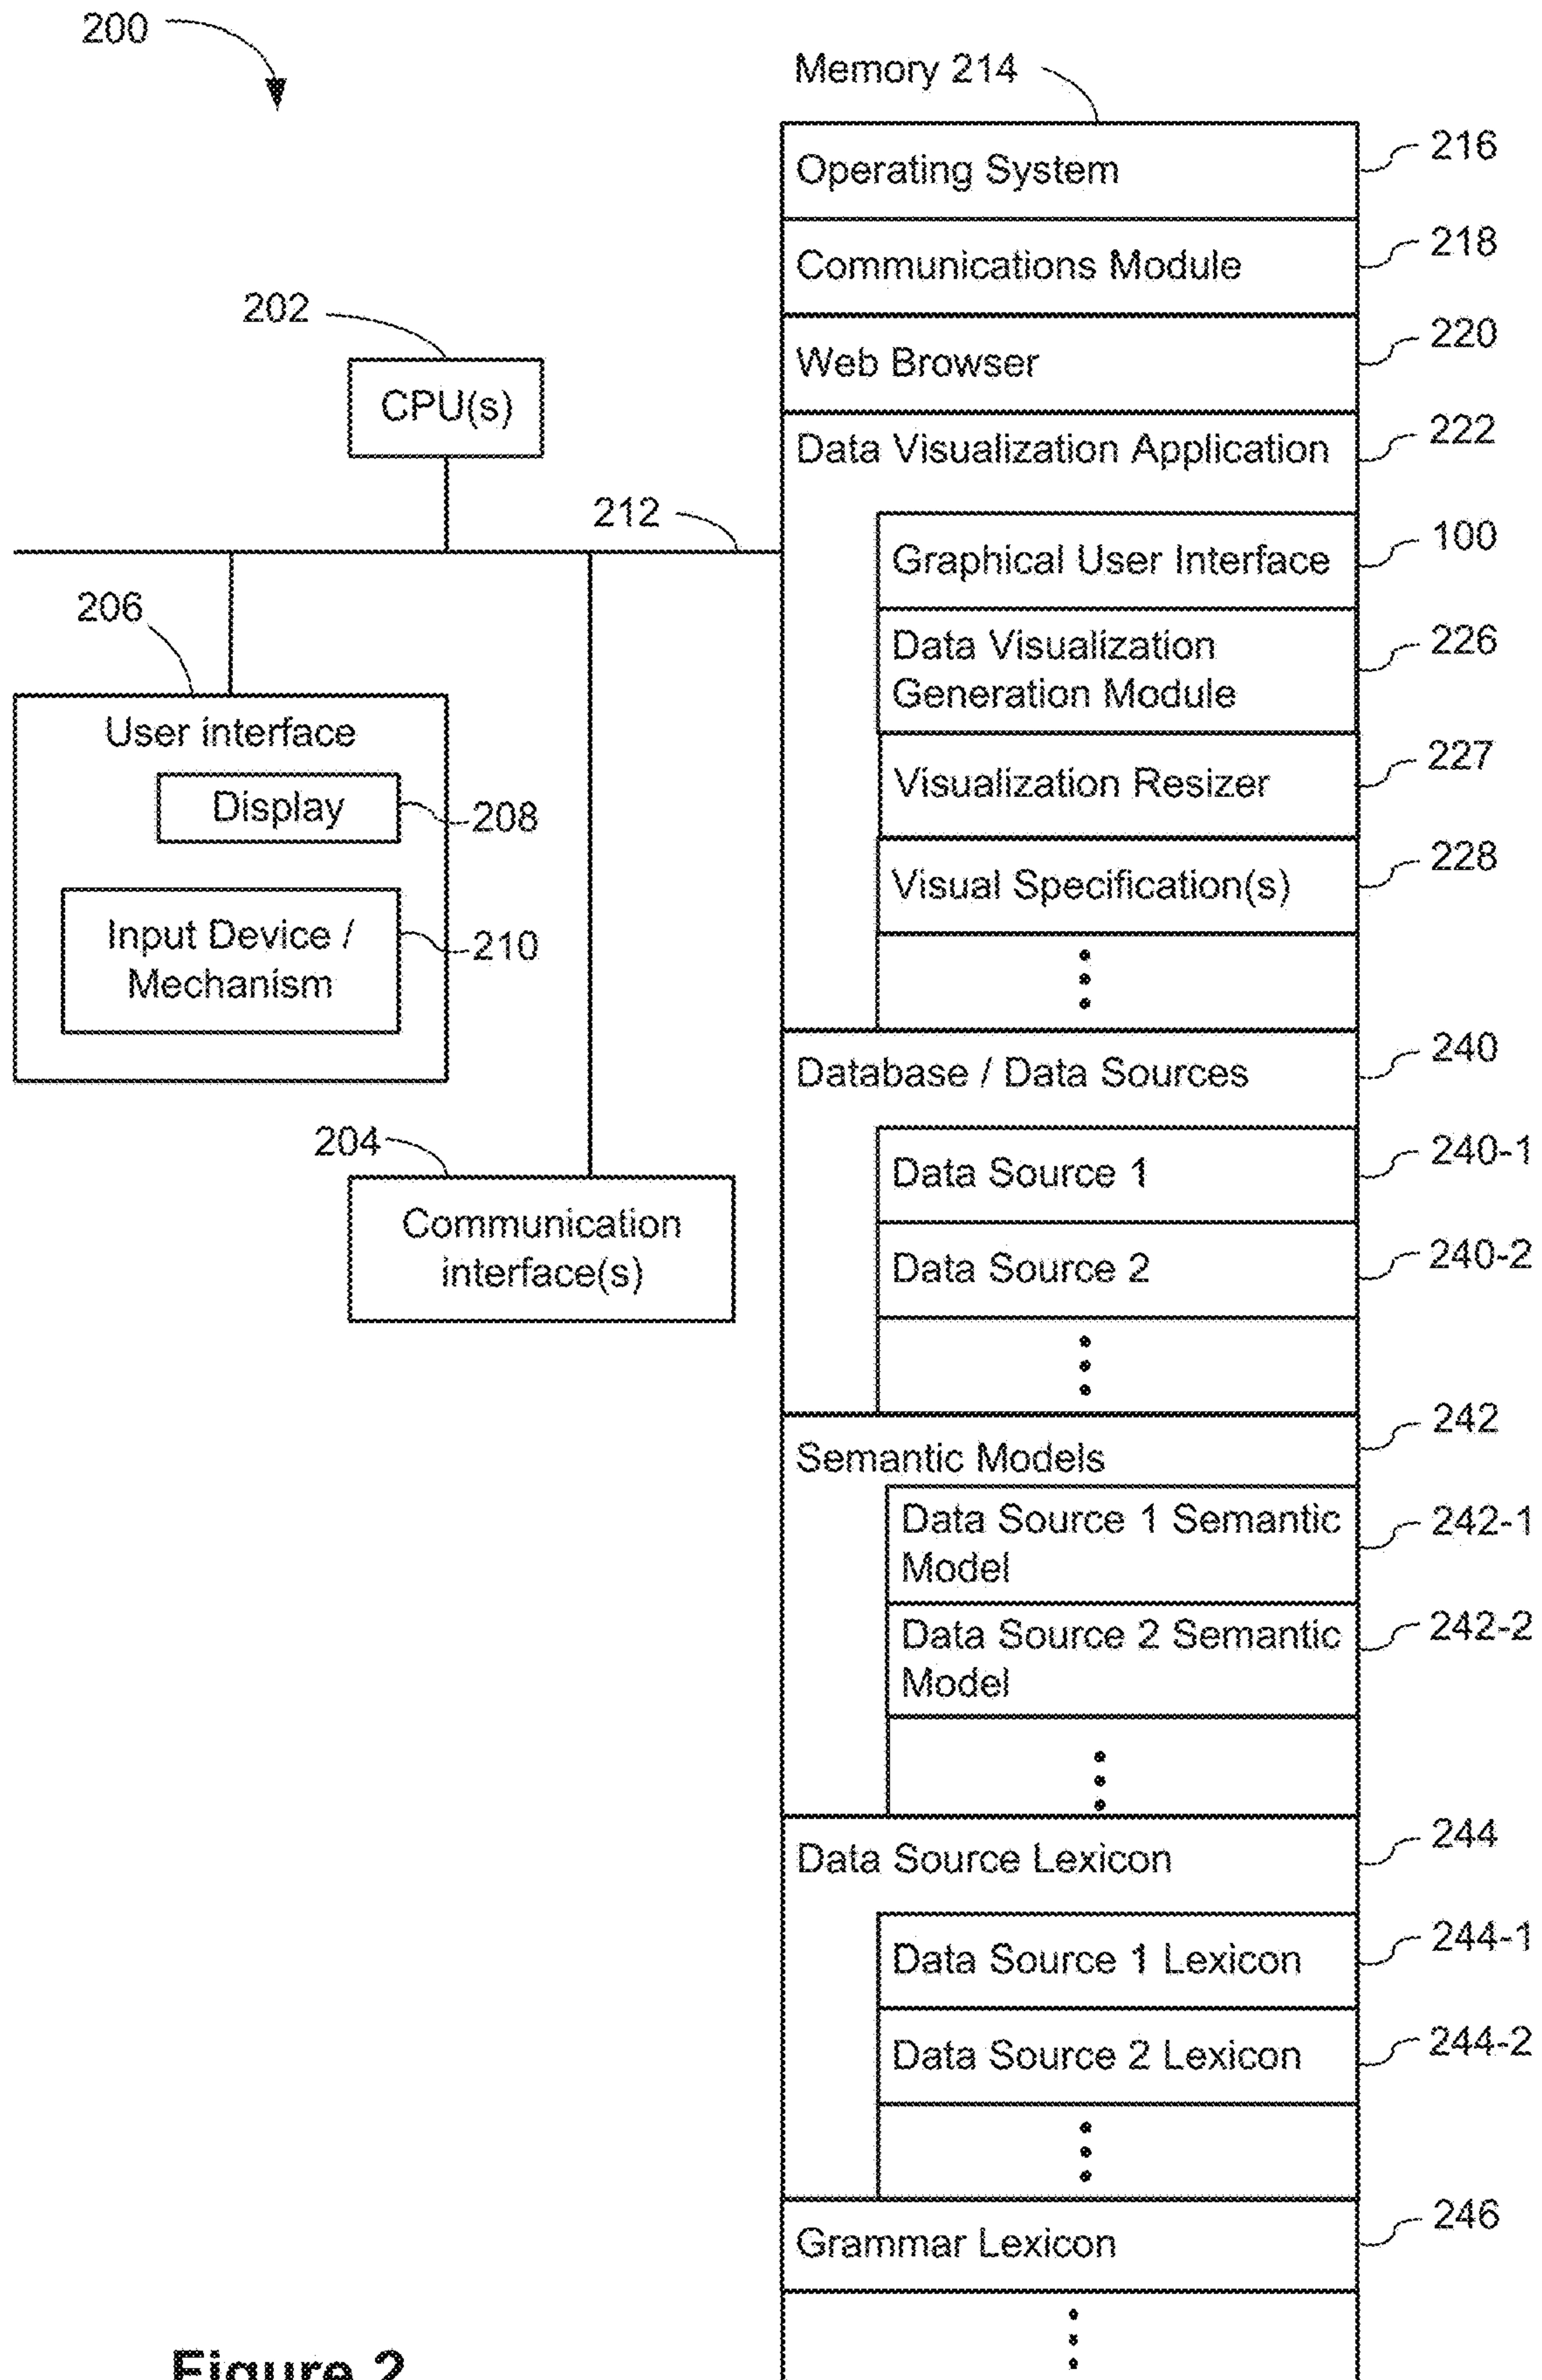 200
Memory 214
Operating System
216
Communications Module
218
Web Browser
220
Data Visualization Application
222
Graphical User Interface
100
Data Visualization
Generation Module
226
Visualization Resizer
227
Visual Specification(s)
228
202
CPU(s)
212
206
User interface
Display
208
Input Device /
Mechanism
210
204
Communication
interface(s)
Database / Data Sources
240
Data Source 1
240-1
Data Source 2
240-2
Semantic Models
242
Data Source 1 Semantic
Model
242-1
Data Source 2 Semantic
Model
242-2
Data Source Lexicon
244
Data Source 1 Lexicon
244-1
Data Source 2 Lexicon
244-2
Grammar Lexicon
246
Figure 2